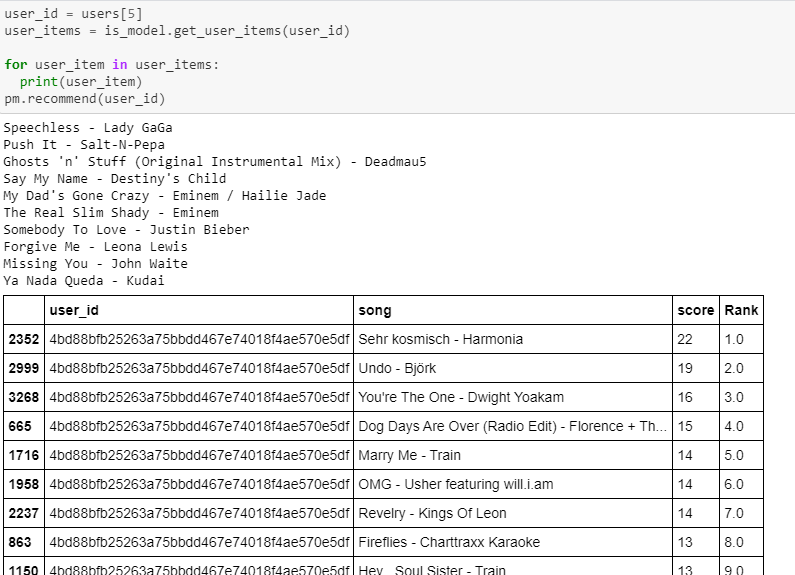 user_id = users[5]
user_items = is_model.get_user_items(user_id)
for user_item in user_items:
print(user_item)
pm.recommend(user_id)
Speechless - Lady GaGa
Push It - Salt-N-Pepa
Ghosts 'n' Stuff (Original Instrumental Mix) - Deadmau5
Say My Name - Destiny's Child
My Dad's Gone Crazy - Eminem / Hailie Jade
The Real Slim Shady - Eminem
Somebody To Love - Justin Bieber
Forgive Me - Leona Lewis
Missing You - John Waite
Ya Nada Queda - Kudai
user_id song score Rank
2352 4bd88bfb25263a75bbdd467e74018f4ae570e5df Sehr kosmisch - Harmonia 22 1.0
2999 4bd88bfb25263a75bbdd467e74018f4ae570e5df Undo - Björk 19 2.0
3268 4bd88bfb25263a75bbdd467e74018f4ae570e5df You're The One - Dwight Yoakam 16 3.0
665 4bd88bfb25263a75bbdd467e74018f4ae570e5df Dog Days Are Over (Radio Edit) - Florence + Th... 15 4.0
1716 4bd88bfb25263a75bbdd467e74018f4ae570e5df Marry Me - Train 14 5.0
1958 4bd88bfb25263a75bbdd467e74018f4ae570e5df OMG - Usher featuring will.i.am 14 6.0
2237 4bd88bfb25263a75bbdd467e74018f4ae570e5df Revelry - Kings Of Leon 14 7.0
863 4bd88bfb25263a75bbdd467e74018f4ae570e5df Fireflies - Charttraxx Karaoke 13 8.0
1150 4bd88bfb25263a75bbdd467e74018f4ae570e5df Hey_ Soul Sister - Train 13 9.0